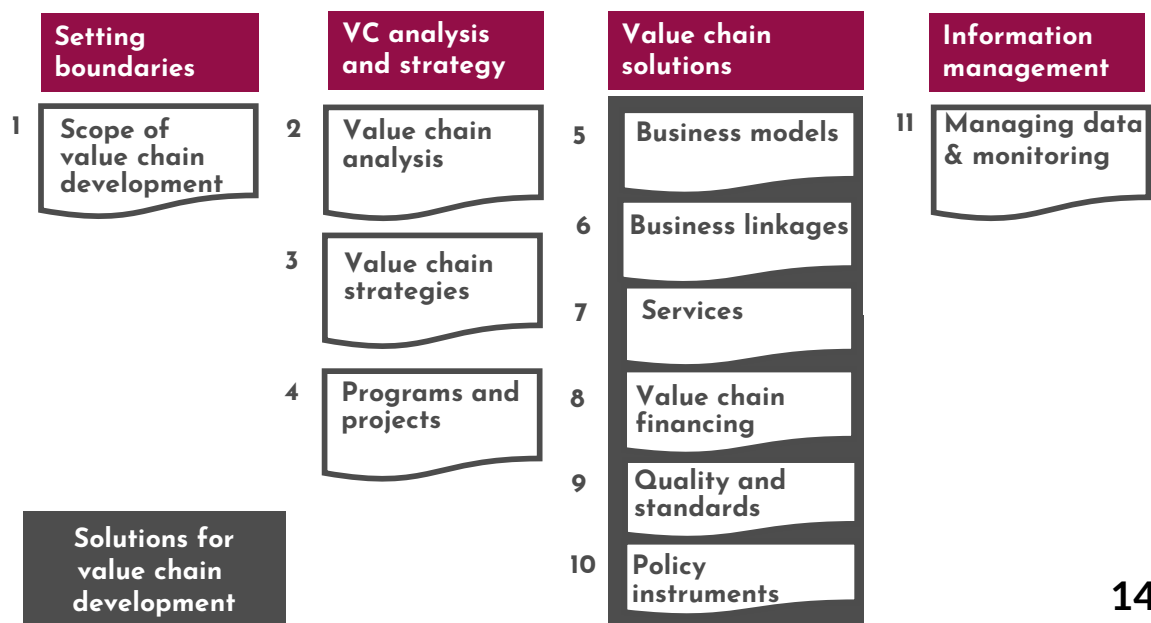 Setting
boundaries
1
Scope of
value chain
development
VC analysis
and strategy
2
Value chain
analysis
3
Value chain
strategies
4
Programs and
projects
Value chain
solutions
5
Business models
6
Business linkages
7
Services
8
Value chain
financing
9
Quality and
standards
10
Policy
instruments
Information
management
11
Managing data
& monitoring
Solutions for
value chain
development
14